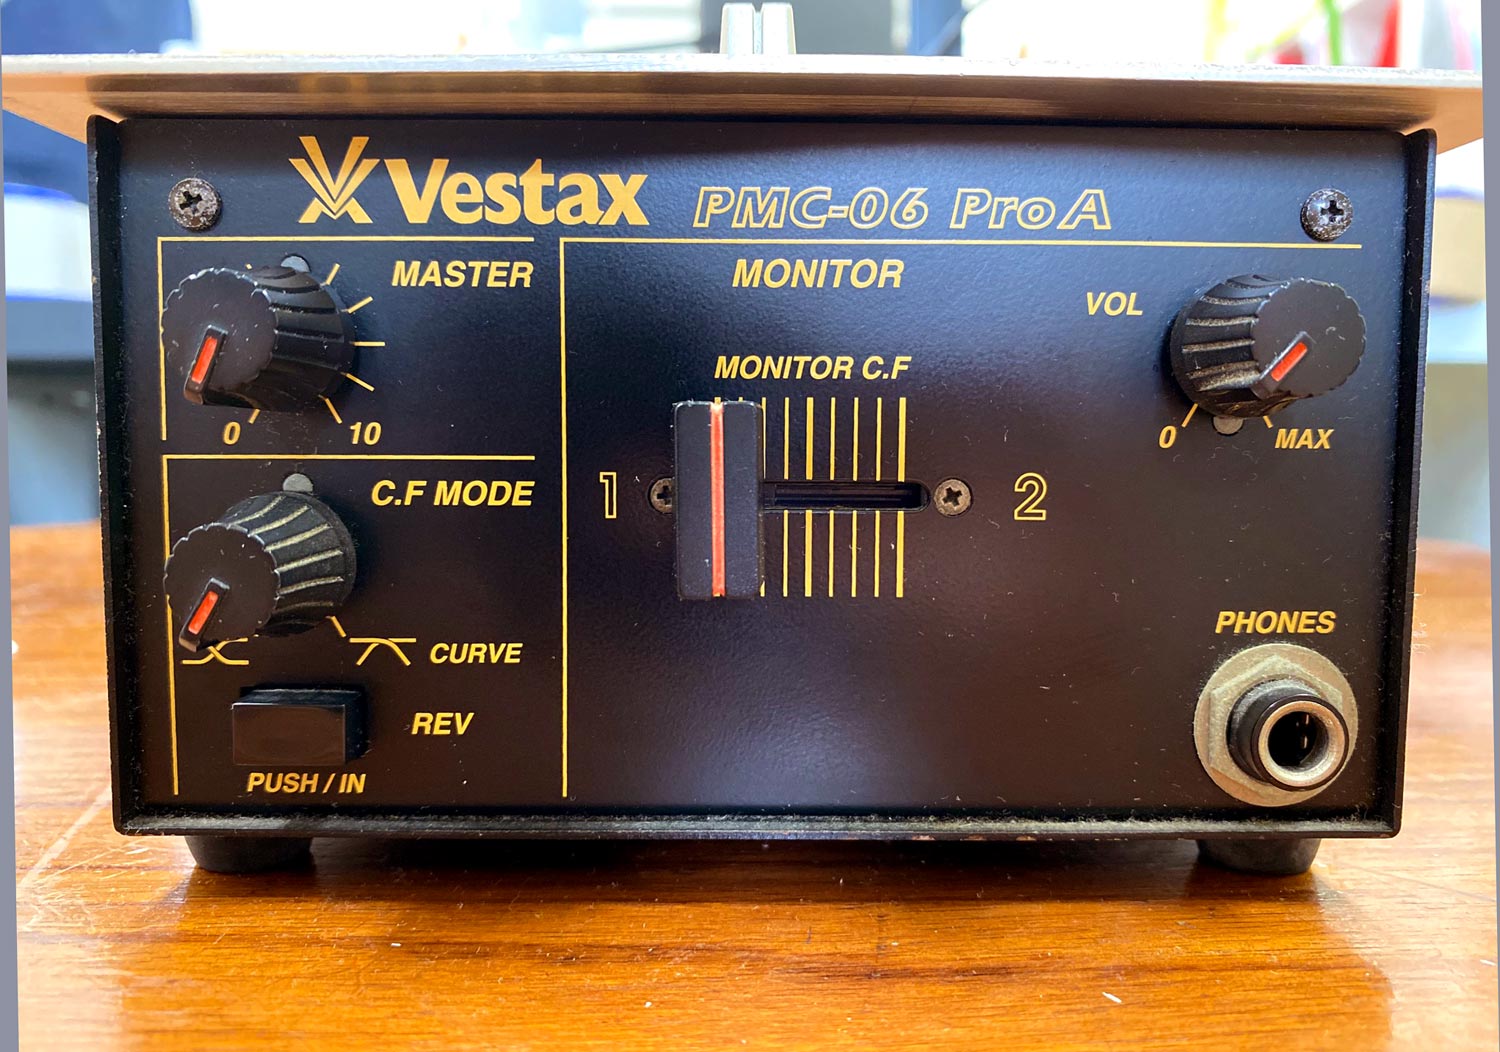 Vestax PMC-06 Pro A
MASTER
0 10
C.F MODE
CURVE
REV
PUSH / IN
MONITOR
MONITOR C.F
1 2
VOL
0 MAX
PHONES